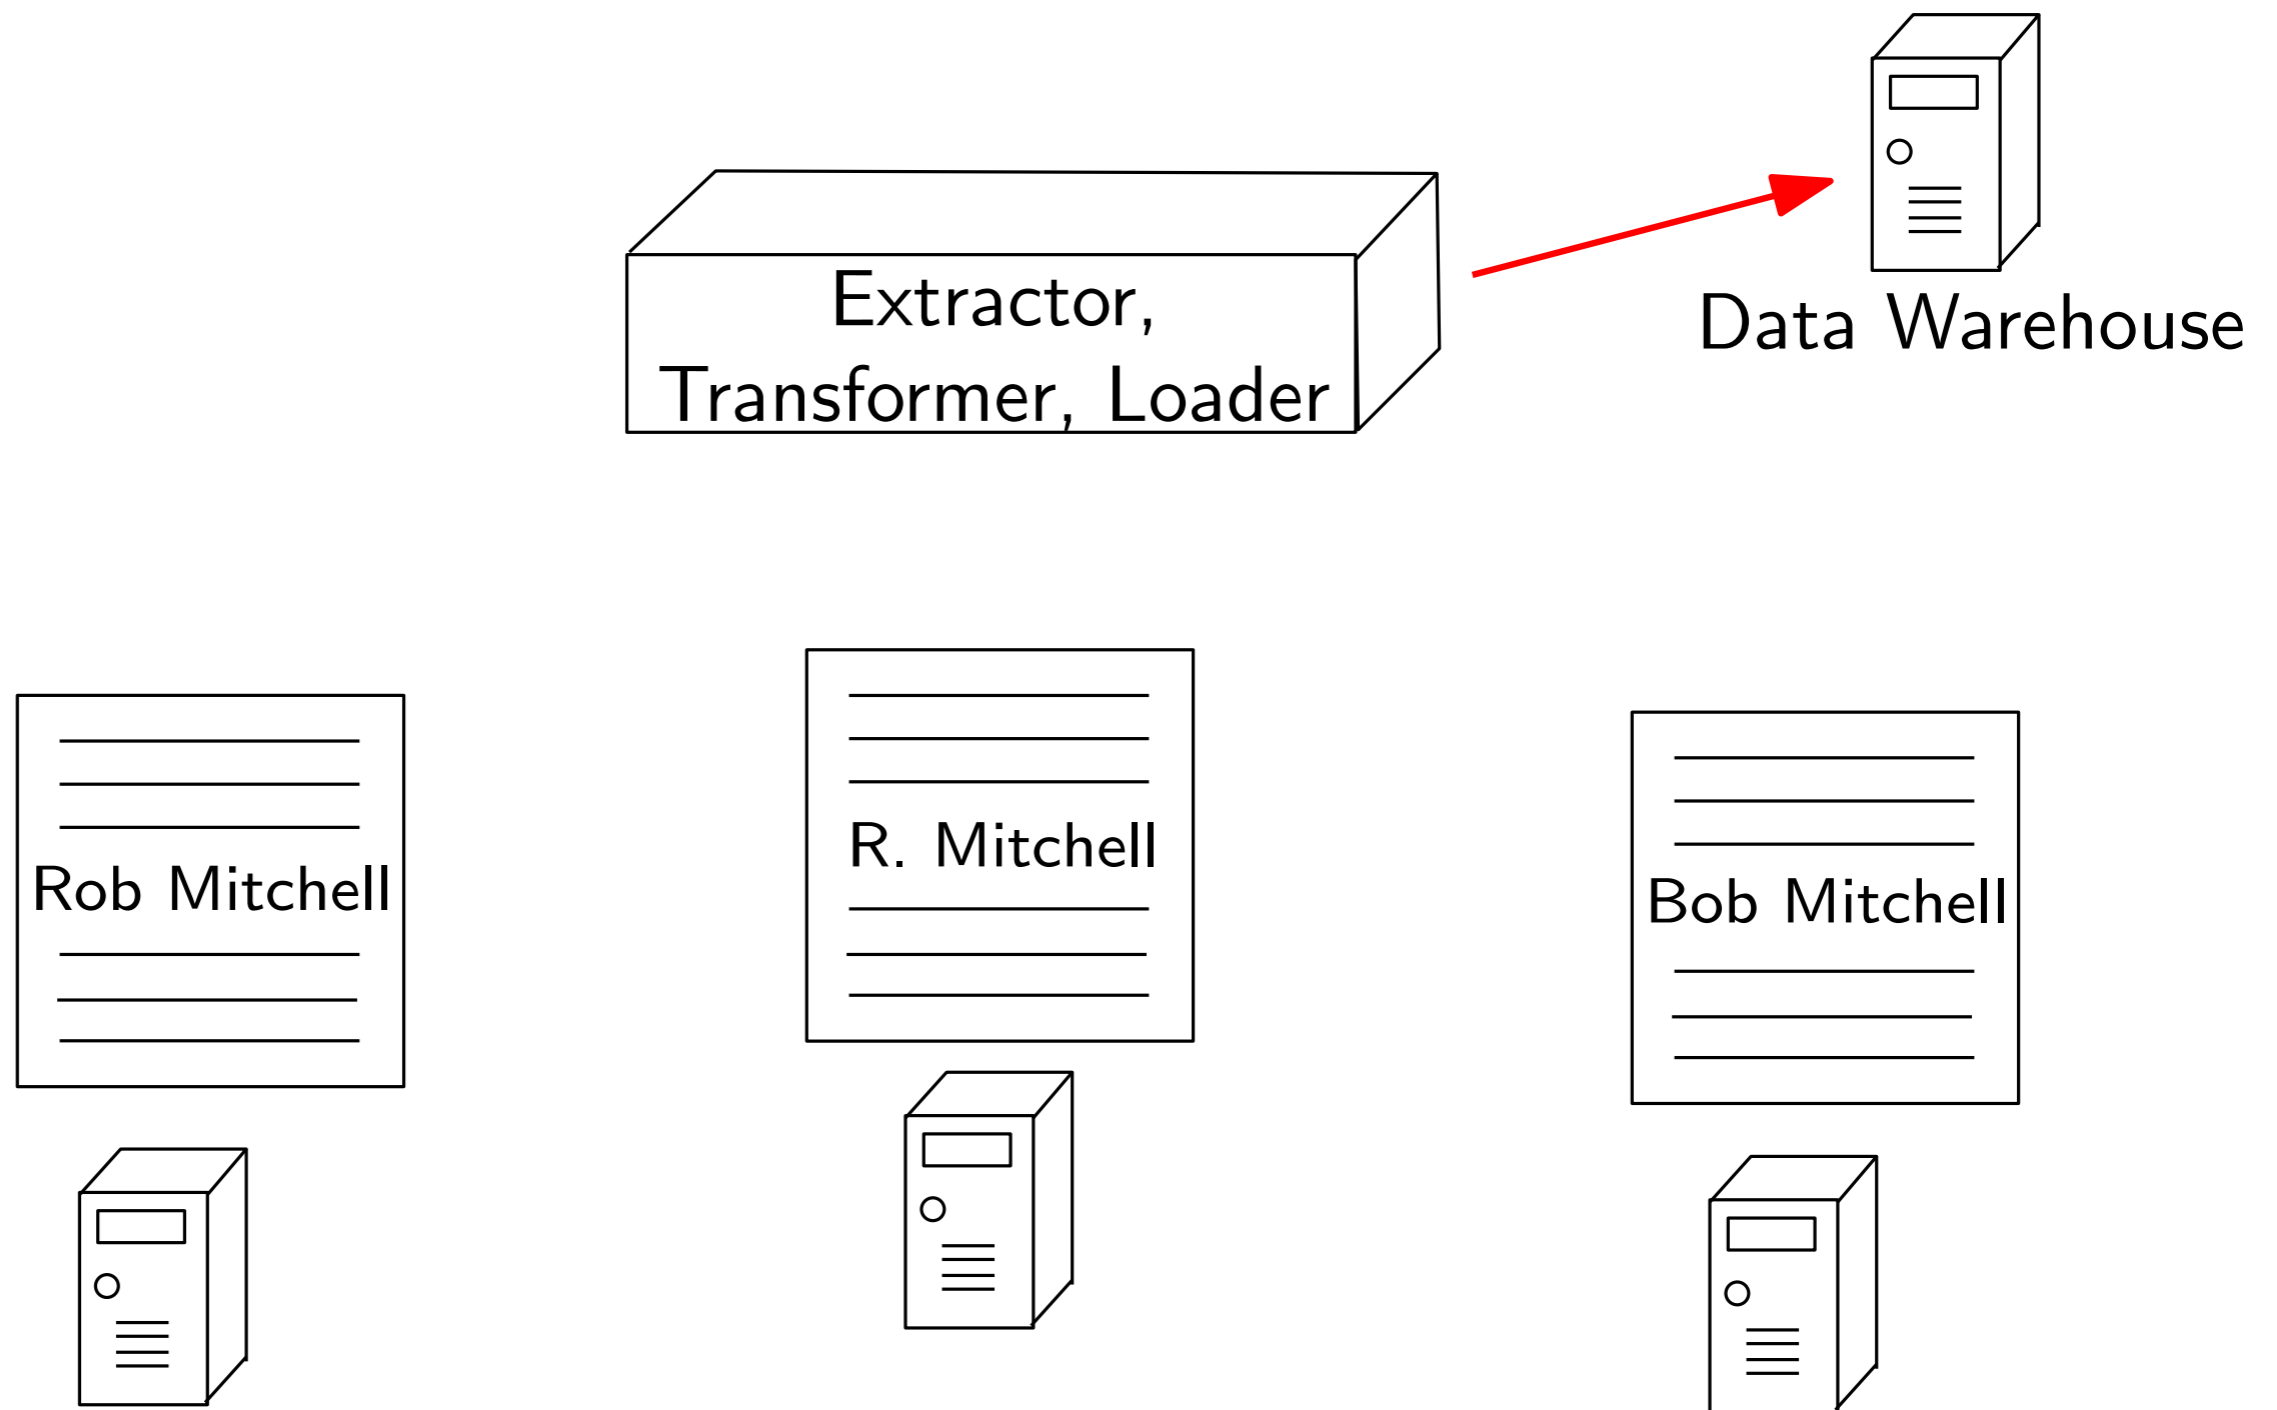 Extractor,
Transformer, Loader
Data Warehouse
Rob Mitchell
R. Mitchell
Bob Mitchell